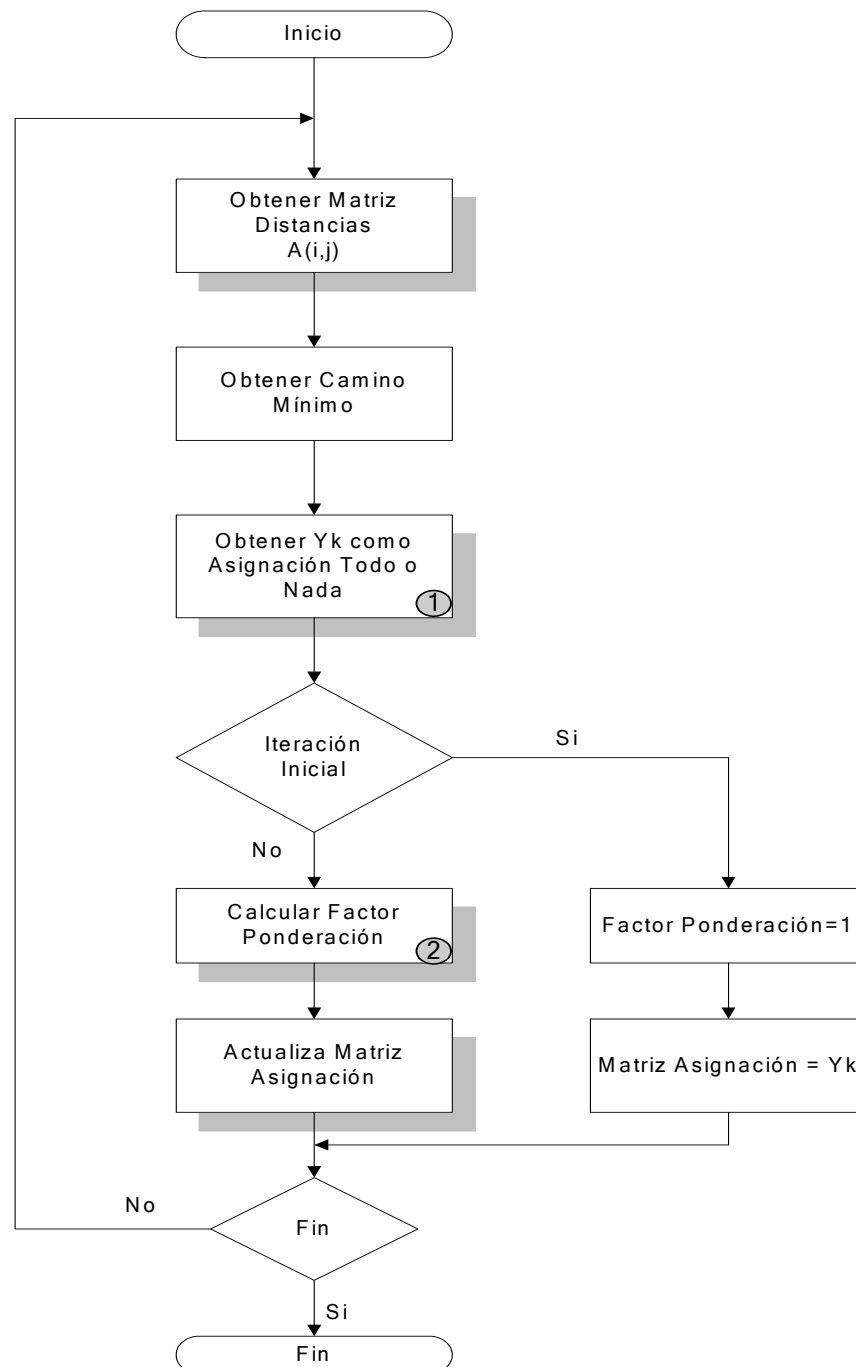 Inicio
Obtener Matriz
Distancias
A(i,j)
Obtener Camino
Mínimo
Obtener Yk como
Asignación Todo o
Nada
1
Iteración
Inicial
Si
No
Calcular Factor
Ponderación
2
Factor Ponderación=1
Actualiza Matriz
Asignación
Matriz Asignación = Yk
No
Fin
Si
Fin